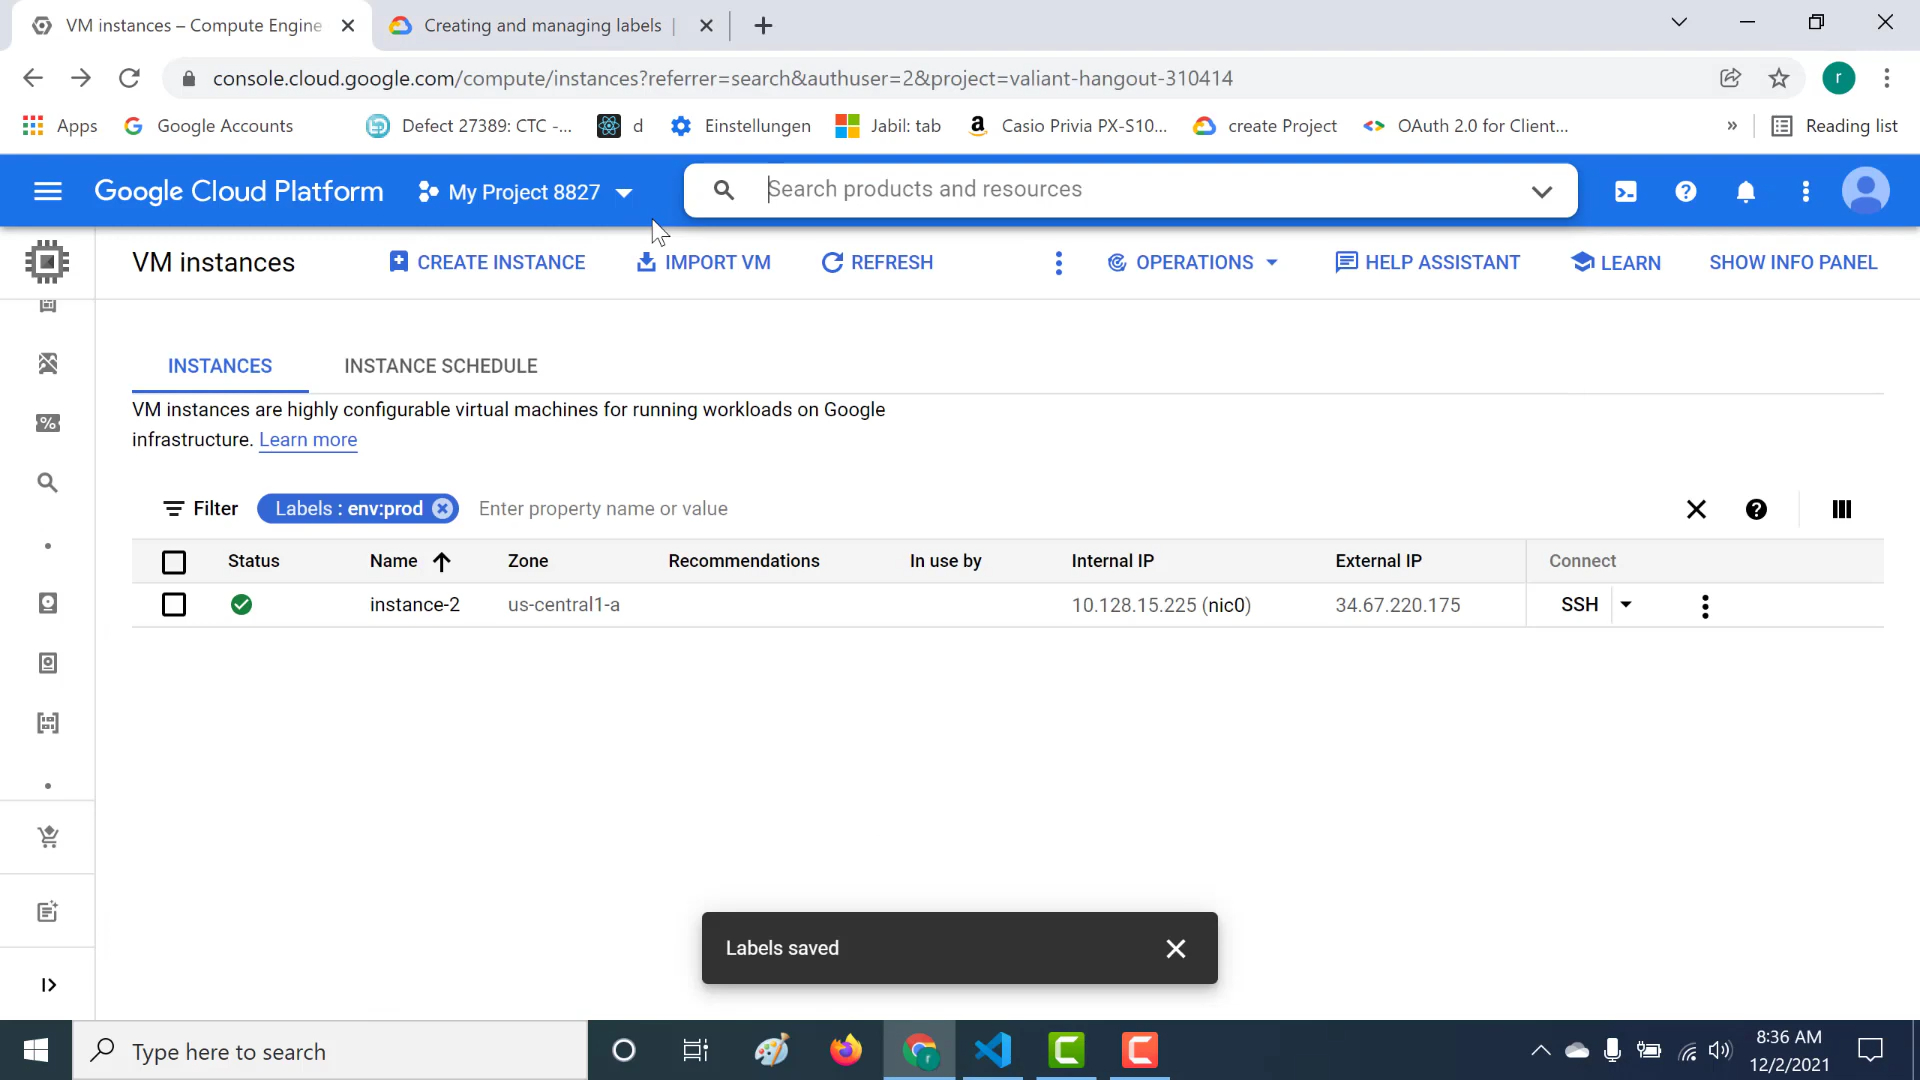 VM instances – Compute Engine
Creating and managing labels |
console.cloud.google.com/compute/instances?referrer=search&authuser=2&project=valiant-hangout-310414
r
Apps
Google Accounts
Defect 27389: CTC -...
d
Einstellungen
Jabil: tab
Casio Privia PX-S10...
create Project
OAuth 2.0 for Client...
»
Reading list
Google Cloud Platform
My Project 8827
Search products and resources
VM instances
CREATE INSTANCE
IMPORT VM
REFRESH
OPERATIONS
HELP ASSISTANT
LEARN
SHOW INFO PANEL
INSTANCES
INSTANCE SCHEDULE
VM instances are highly configurable virtual machines for running workloads on Google
infrastructure. Learn more
Filter
Labels : env:prod
Enter property name or value
Status
Name
Zone
Recommendations
In use by
Internal IP
External IP
Connect
instance-2
us-central1-a
10.128.15.225 (nic0)
34.67.220.175
SSH
Labels saved
Type here to search
8:36 AM
12/2/2021